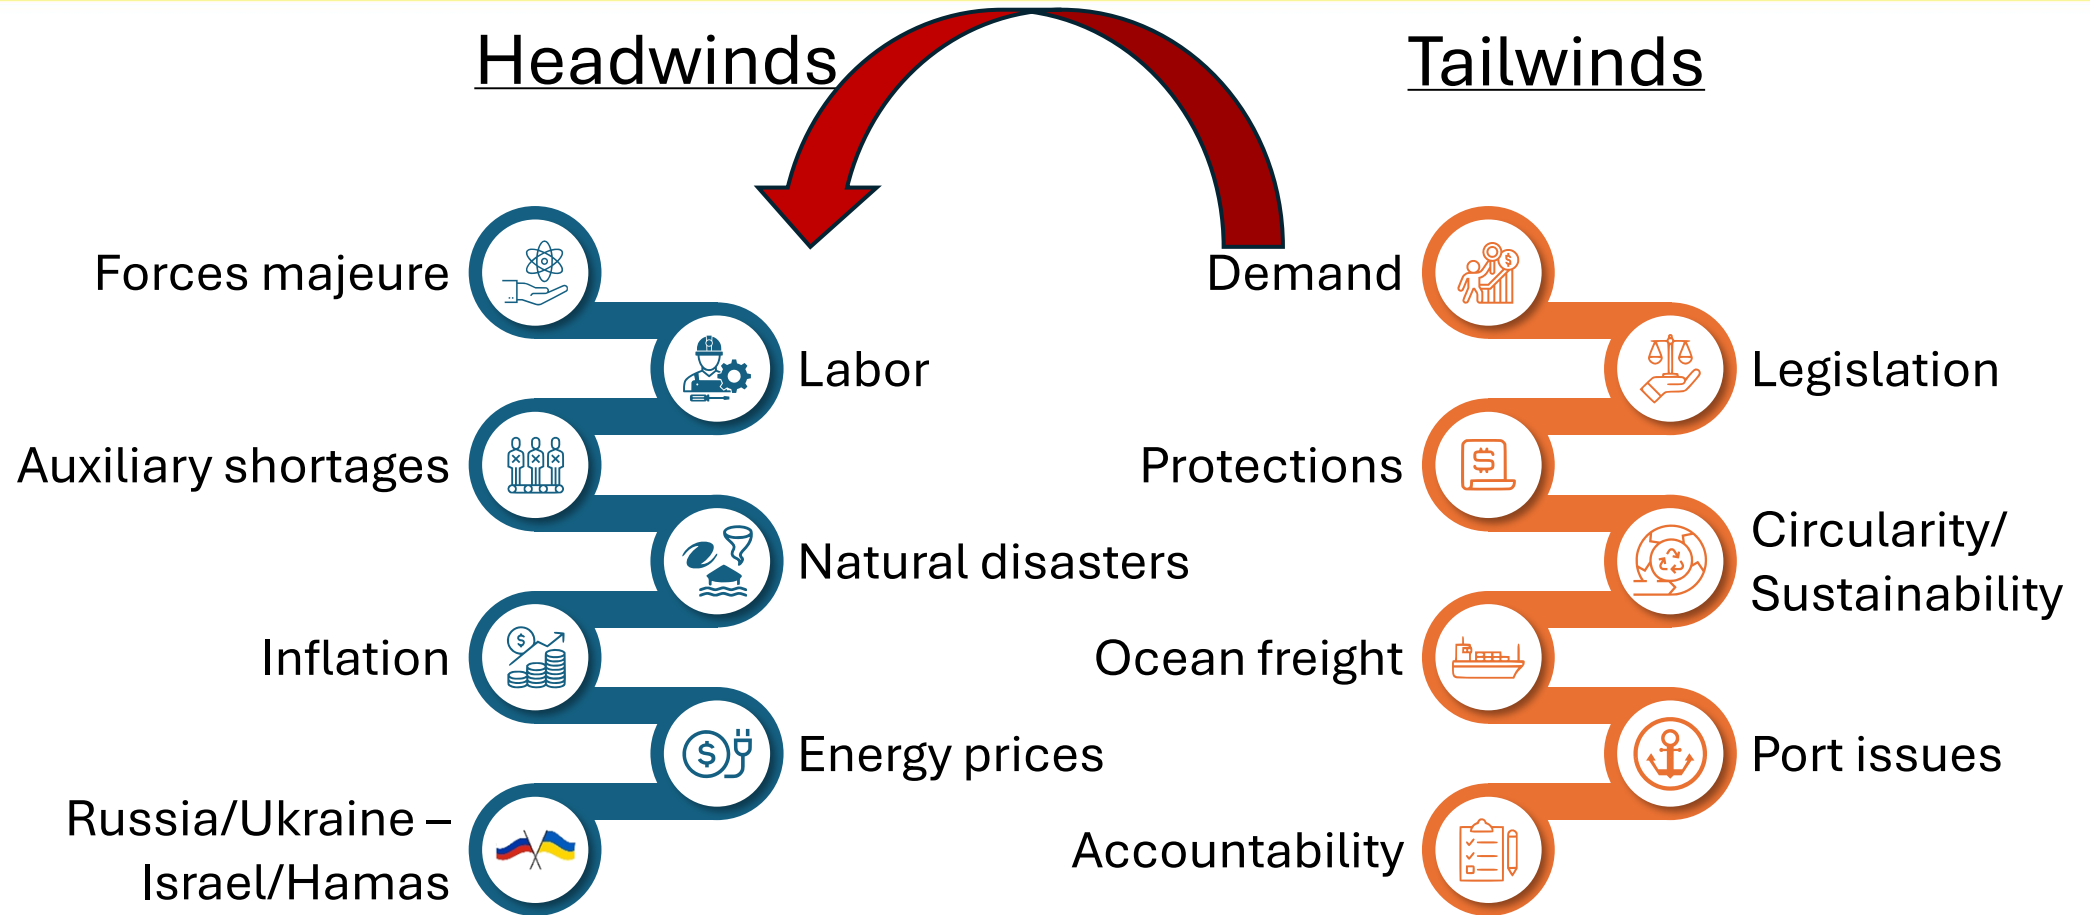 Headwinds
Forces majeure
Labor
Auxiliary shortages
Natural disasters
Inflation
Energy prices
Russia/Ukraine –
Israel/Hamas
Tailwinds
Demand
Legislation
Protections
Circularity/
Sustainability
Ocean freight
Port issues
Accountability